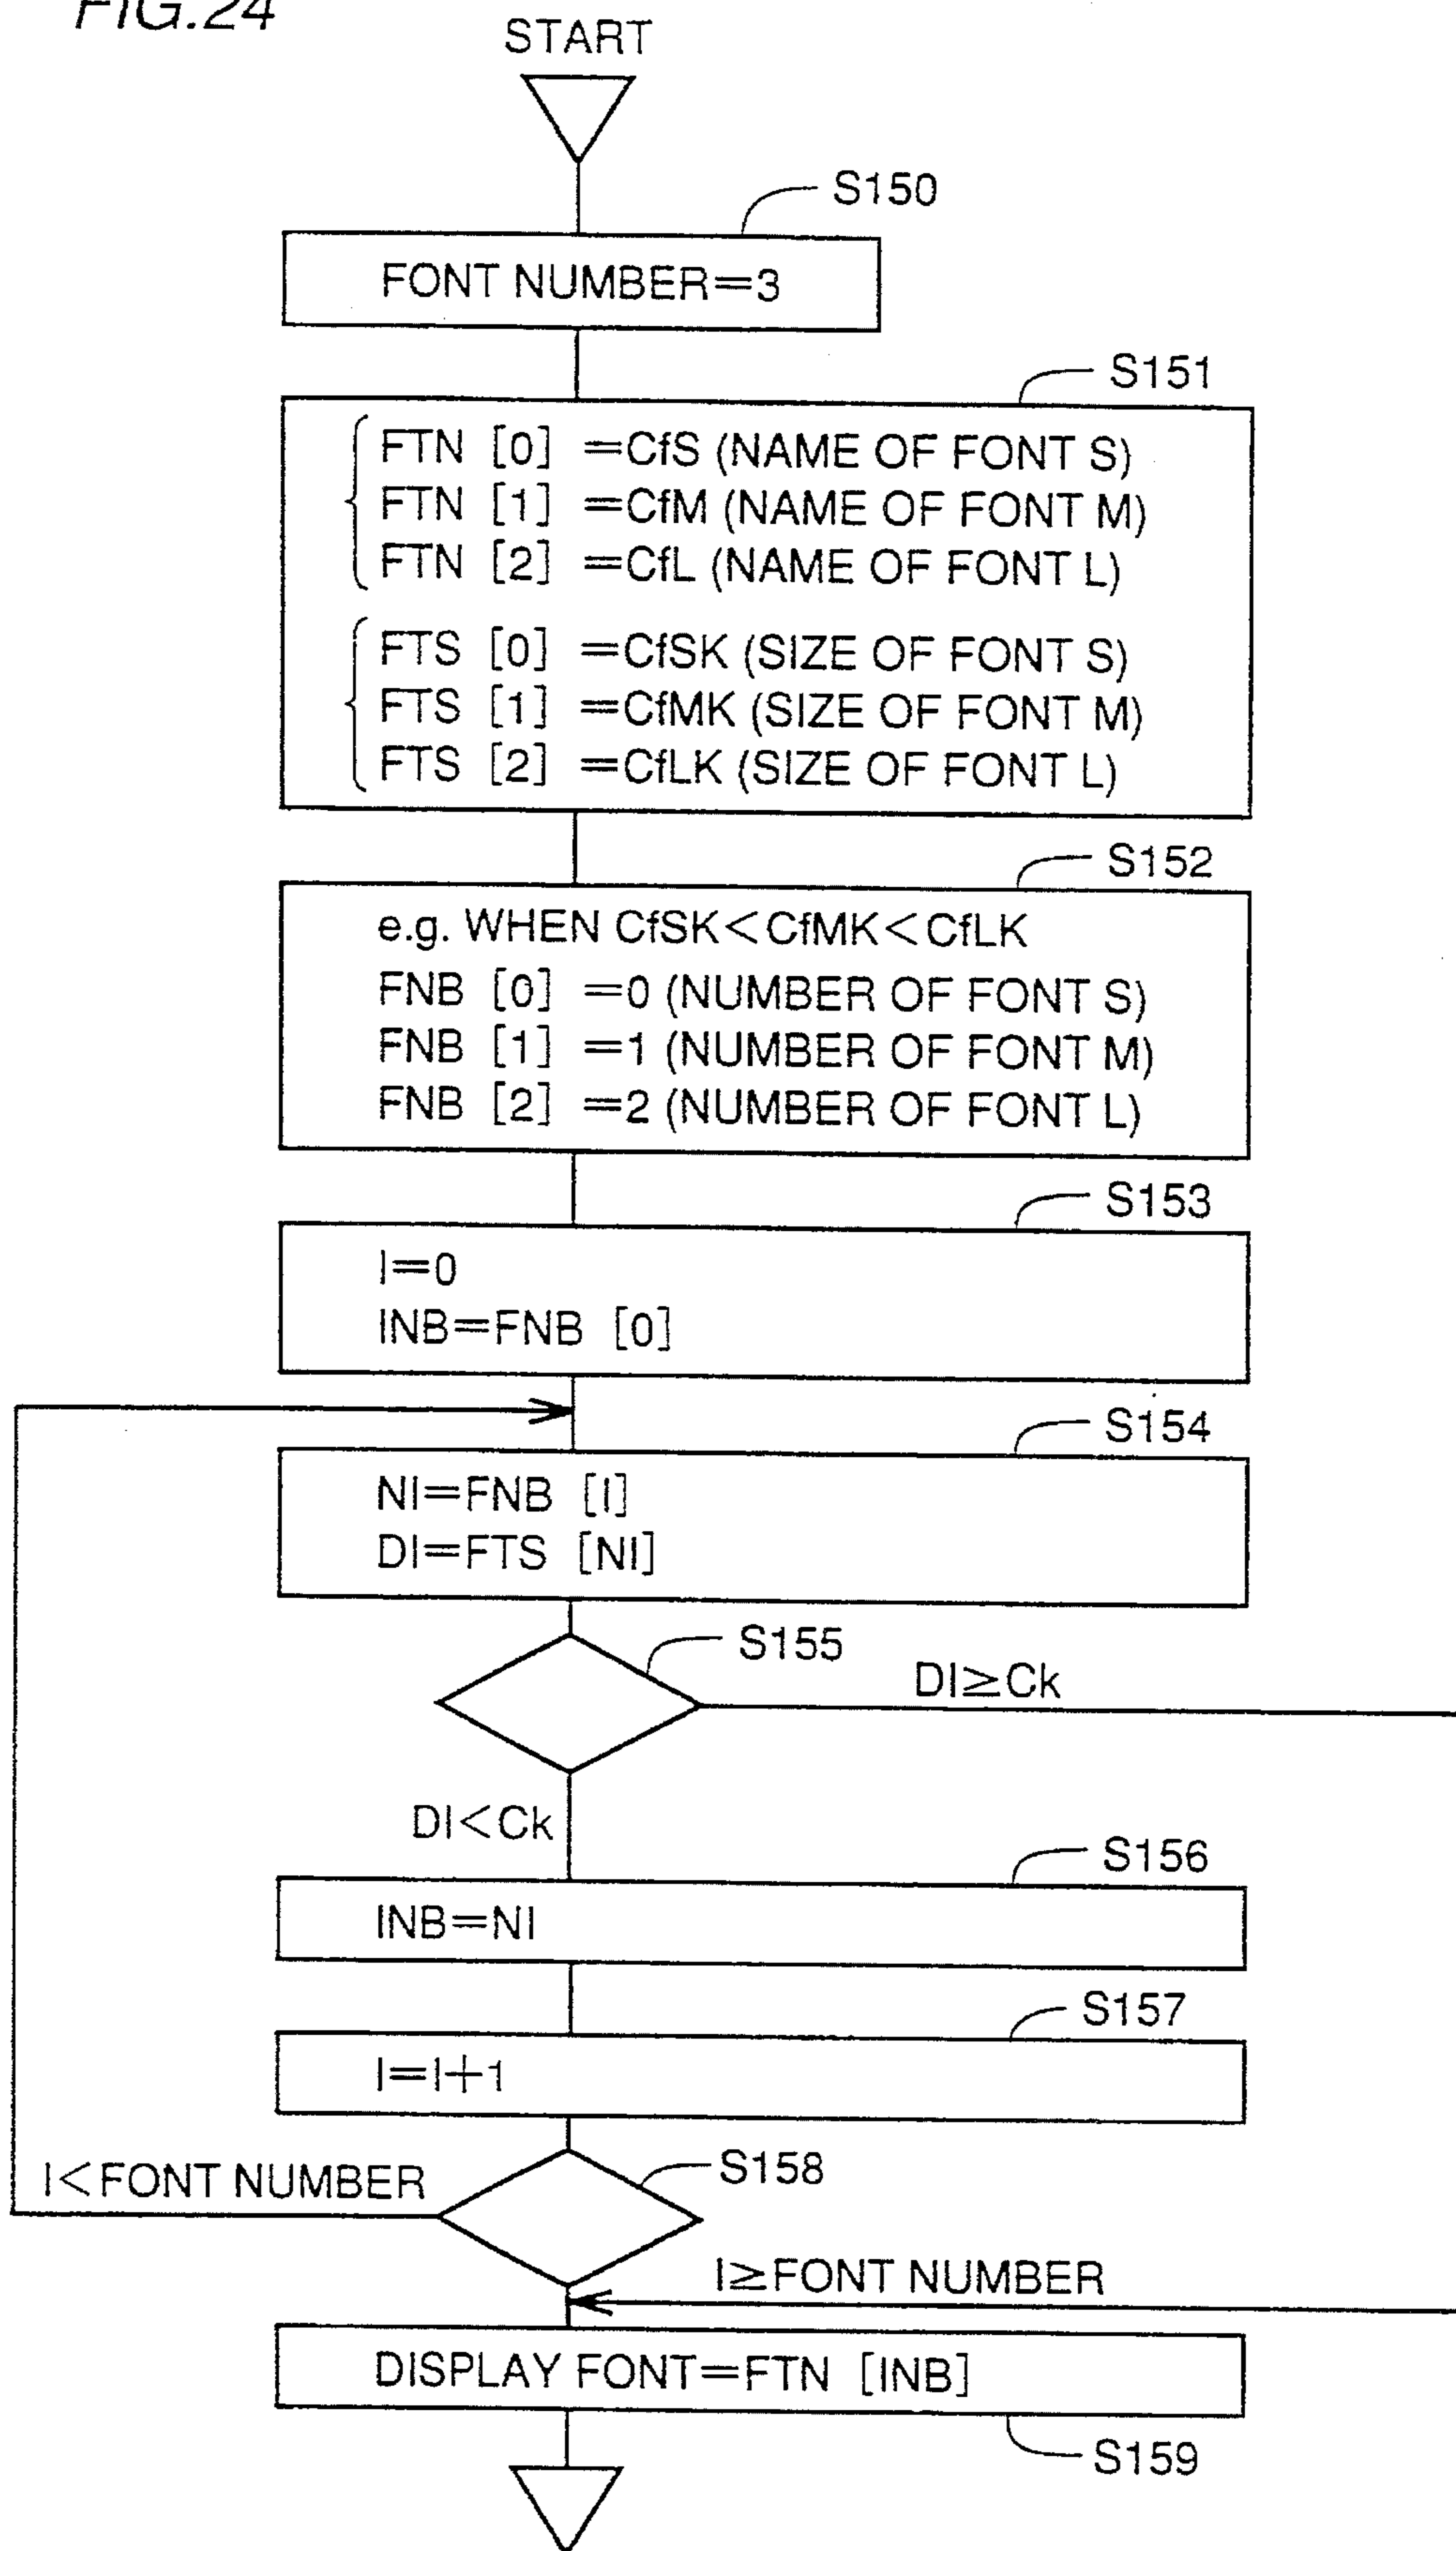 FIG.24
START
S150
FONT NUMBER=3
S151
FTN [0] =CfS (NAME OF FONT S)
FTN [1] =CfM (NAME OF FONT M)
FTN [2] =CfL (NAME OF FONT L)
FTS [0] =CfSK (SIZE OF FONT S)
FTS [1] =CfMK (SIZE OF FONT M)
FTS [2] =CfLK (SIZE OF FONT L)
S152
e.g. WHEN CfSK<CfMK<CfLK
FNB [0] =0 (NUMBER OF FONT S)
FNB [1] =1 (NUMBER OF FONT M)
FNB [2] =2 (NUMBER OF FONT L)
S153
I=0
INB=FNB [0]
S154
NI=FNB [I]
DI=FTS [NI]
S155
DI≥Ck
DI<Ck
S156
INB=NI
S157
I=I+1
S158
I<FONT NUMBER
I≥FONT NUMBER
DISPLAY FONT=FTN [INB]
S159